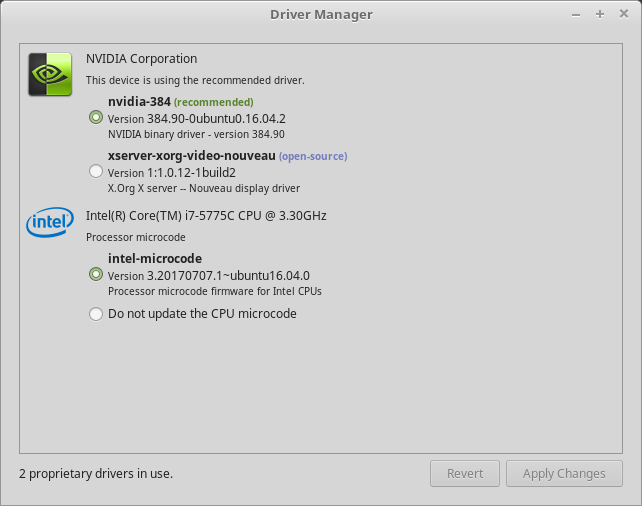 Driver Manager
NVIDIA Corporation
This device is using the recommended driver.
nvidia-384 (recommended)
Version 384.90-0ubuntu0.16.04.2
NVIDIA binary driver - version 384.90
xserver-xorg-video-nouveau (open-source)
Version 1:1.0.12-1build2
X.Org X server -- Nouveau display driver
intel
Intel(R) Core(TM) i7-5775C CPU @ 3.30GHz
Processor microcode
intel-microcode
Version 3.20170707.1~ubuntu16.04.0
Processor microcode firmware for Intel CPUs
Do not update the CPU microcode
2 proprietary drivers in use.
Revert
Apply Changes